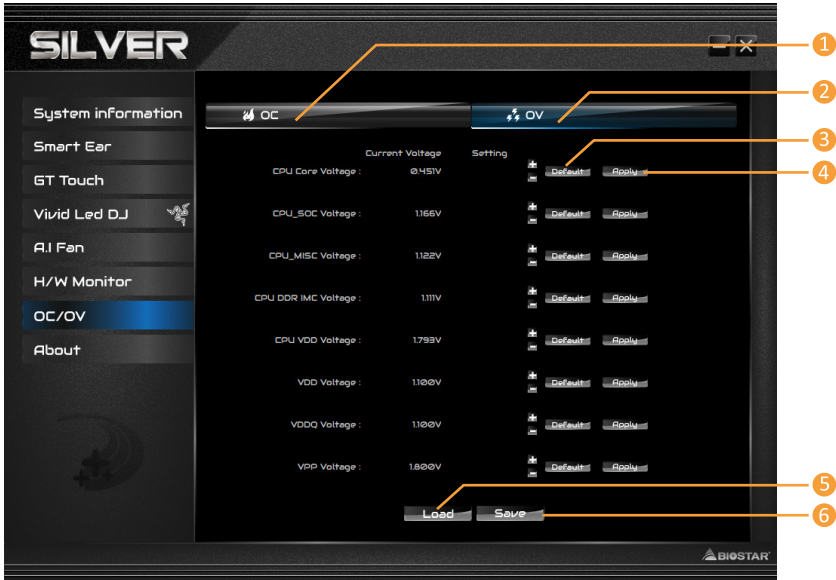 SILVER
1
2
OC
OV
System information
Smart Ear
GT Touch
Vivid Led DJ
A.I Fan
H/W Monitor
OC/OV
About
Current Voltage Setting
3
CPU Core Voltage : 0.451V + - Default Apply
4
CPU_SOC Voltage : 1.166V + - Default Apply
CPU_MISC Voltage : 1.122V + - Default Apply
CPU DDR IMC Voltage : 1.111V + - Default Apply
CPU VDD Voltage : 1.793V + - Default Apply
VDD Voltage : 1.100V + - Default Apply
VDDQ Voltage : 1.100V + - Default Apply
VPP Voltage : 1.800V + - Default Apply
5
Load Save
6
BIOSTAR